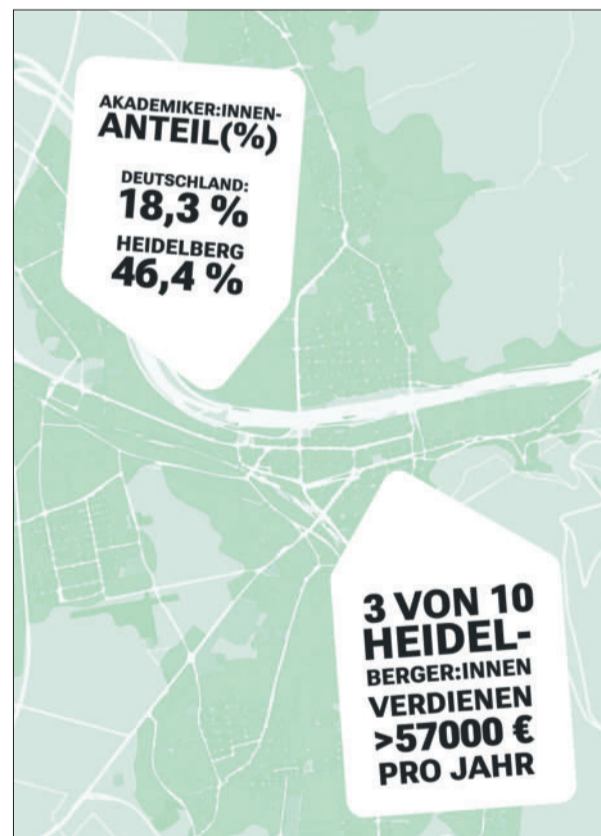 AKADEMIKER:INNEN-
ANTEIL(%)
DEUTSCHLAND:
18,3 %
HEIDELBERG
46,4 %
3 VON 10
HEIDEL-
BERGER:INNEN
VERDIENEN
>57000 €
PRO JAHR